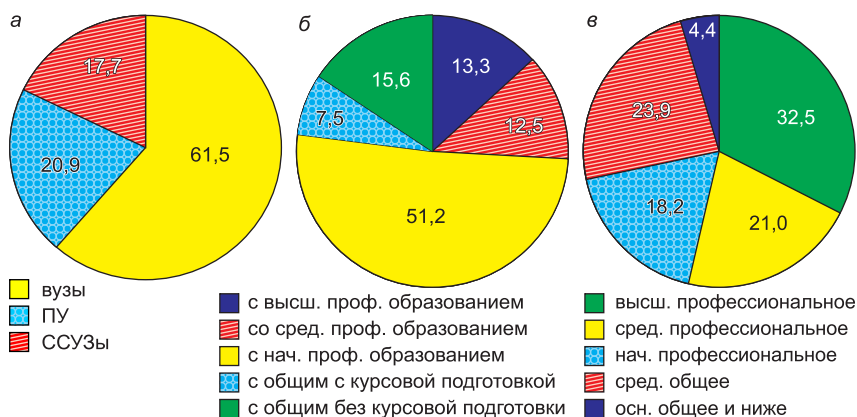 а
17,7
20,9
61,5
вузы
ПУ
ССУЗы
б
15,6
13,3
7,5
12,5
51,2
с высш. проф. образованием
со сред. проф. образованием
с нач. проф. образованием
с общим с курсовой подготовкой
с общим без курсовой подготовки
в
4,4
23,9
32,5
18,2
21,0
высш. профессиональное
сред. профессиональное
нач. профессиональное
сред. общее
осн. общее и ниже